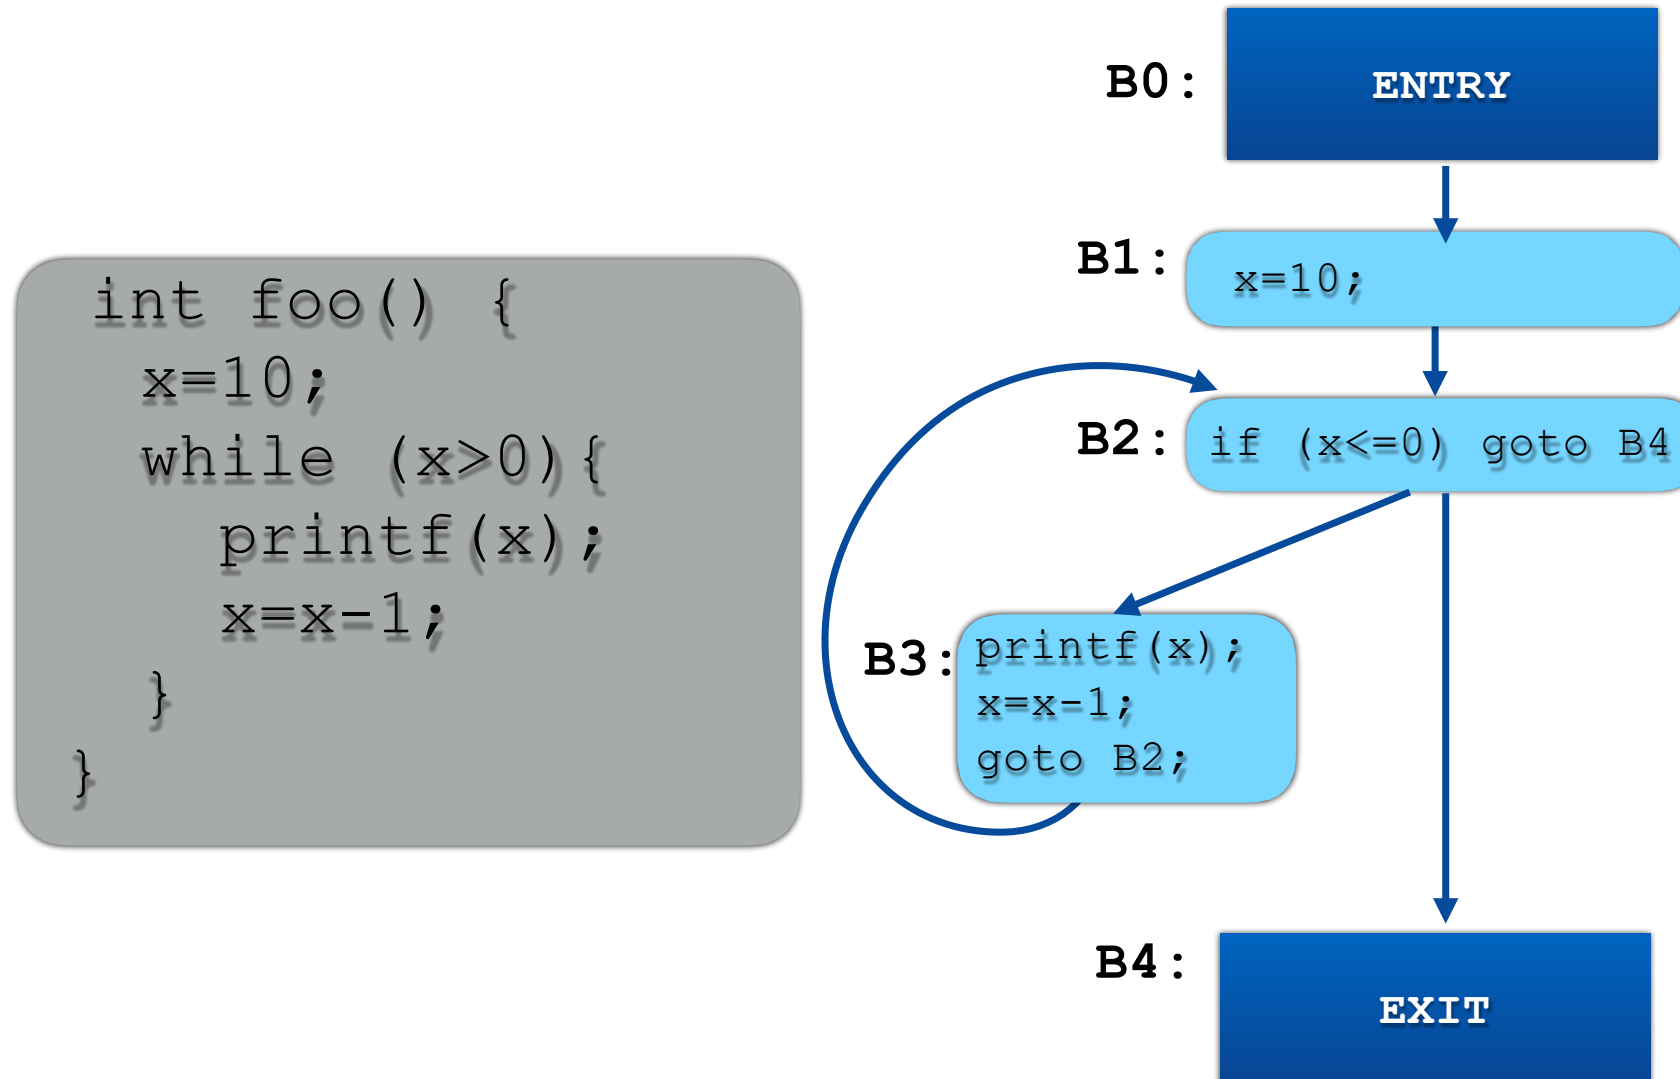 int foo() {
x=10;
while (x>0){
printf(x);
x=x-1;
}
}
B0:
ENTRY
B1:
x=10;
B2:
if (x<=0) goto B4
B3:
printf(x);
x=x-1;
goto B2;
B4:
EXIT